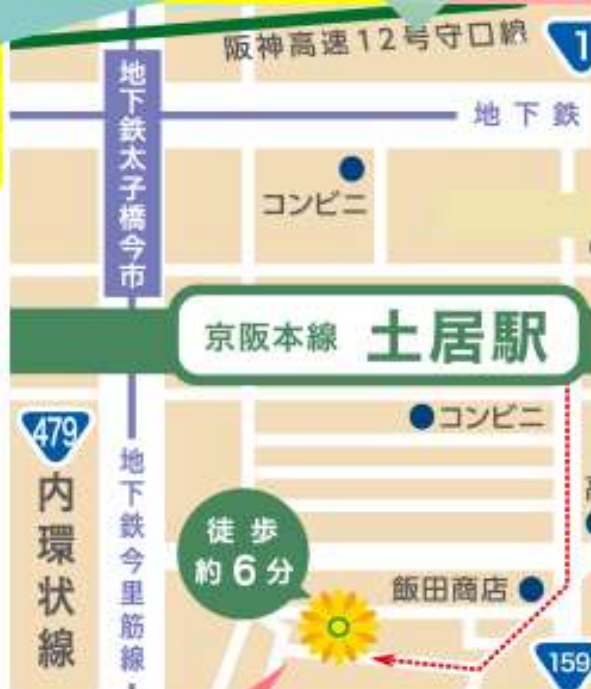 阪神高速12号守口線
1
地下鉄太子橋今市
地下鉄
コンビニ
京阪本線 土居駅
コンビニ
479
内環状線
地下鉄今里筋線
徒歩
約6分
飯田商店
159